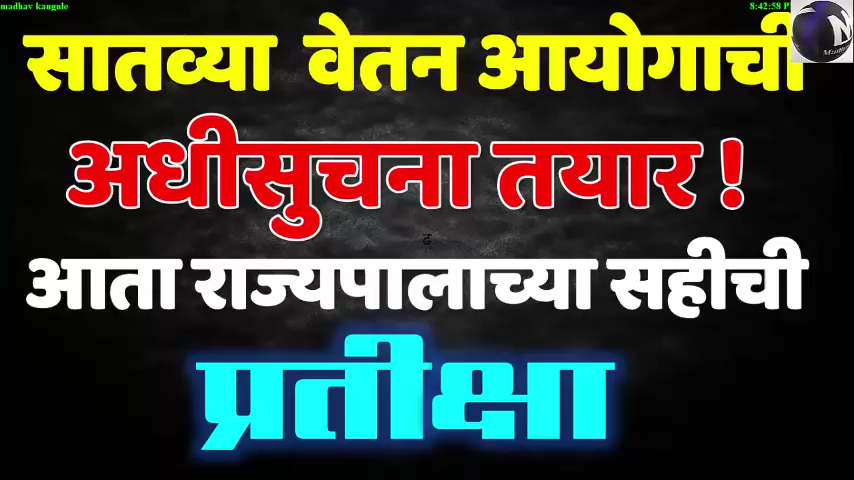 madhav kangule
8:42:58 P
सातव्या वेतन आयोगाची
अधीसुचना तयार !
आता राज्यपालाच्या सहीची
प्रतीक्षा